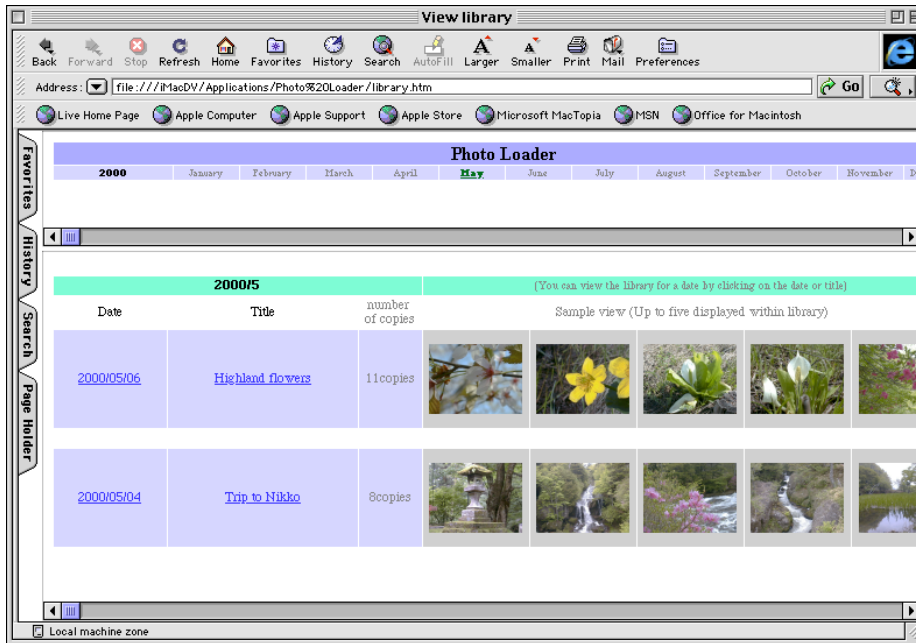 View library
Back Forward Stop Refresh Home Favorites History Search AutoFill Larger Smaller Print Mail Preferences
Address: file:///iMacDV/Applications/Photo%20Loader/library.htm Go
Live Home Page Apple Computer Apple Support Apple Store Microsoft MacTopia MSN Office for Macintosh
Favorites
History
Search
Page Holder
Photo Loader
2000 January February March April May June July August September October November D
2000/5 (You can view the library for a date by clicking on the date or title)
Date Title number of copies Sample view (Up to five displayed within library)
2000/05/06 Highland flowers 11copies
2000/05/04 Trip to Nikko 8copies
Local machine zone